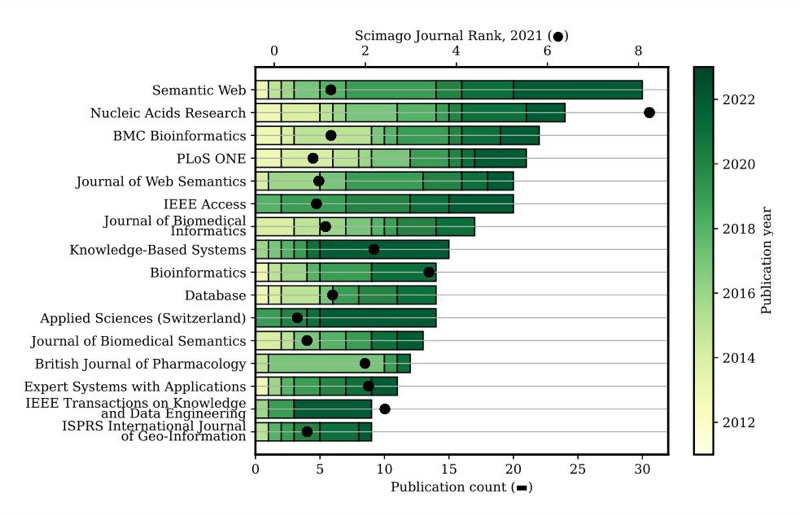 Scimago Journal Rank, 2021 (●)
0 2 4 6 8
Semantic Web
Nucleic Acids Research
BMC Bioinformatics
PLoS ONE
Journal of Web Semantics
IEEE Access
Journal of Biomedical
Informatics
Knowledge-Based Systems
Bioinformatics
Database
Applied Sciences (Switzerland)
Journal of Biomedical Semantics
British Journal of Pharmacology
Expert Systems with Applications
IEEE Transactions on Knowledge
and Data Engineering
ISPRS International Journal
of Geo-Information
0 5 10 15 20 25 30
Publication count (▬)
2022
2020
2018
2016
2014
2012
Publication year